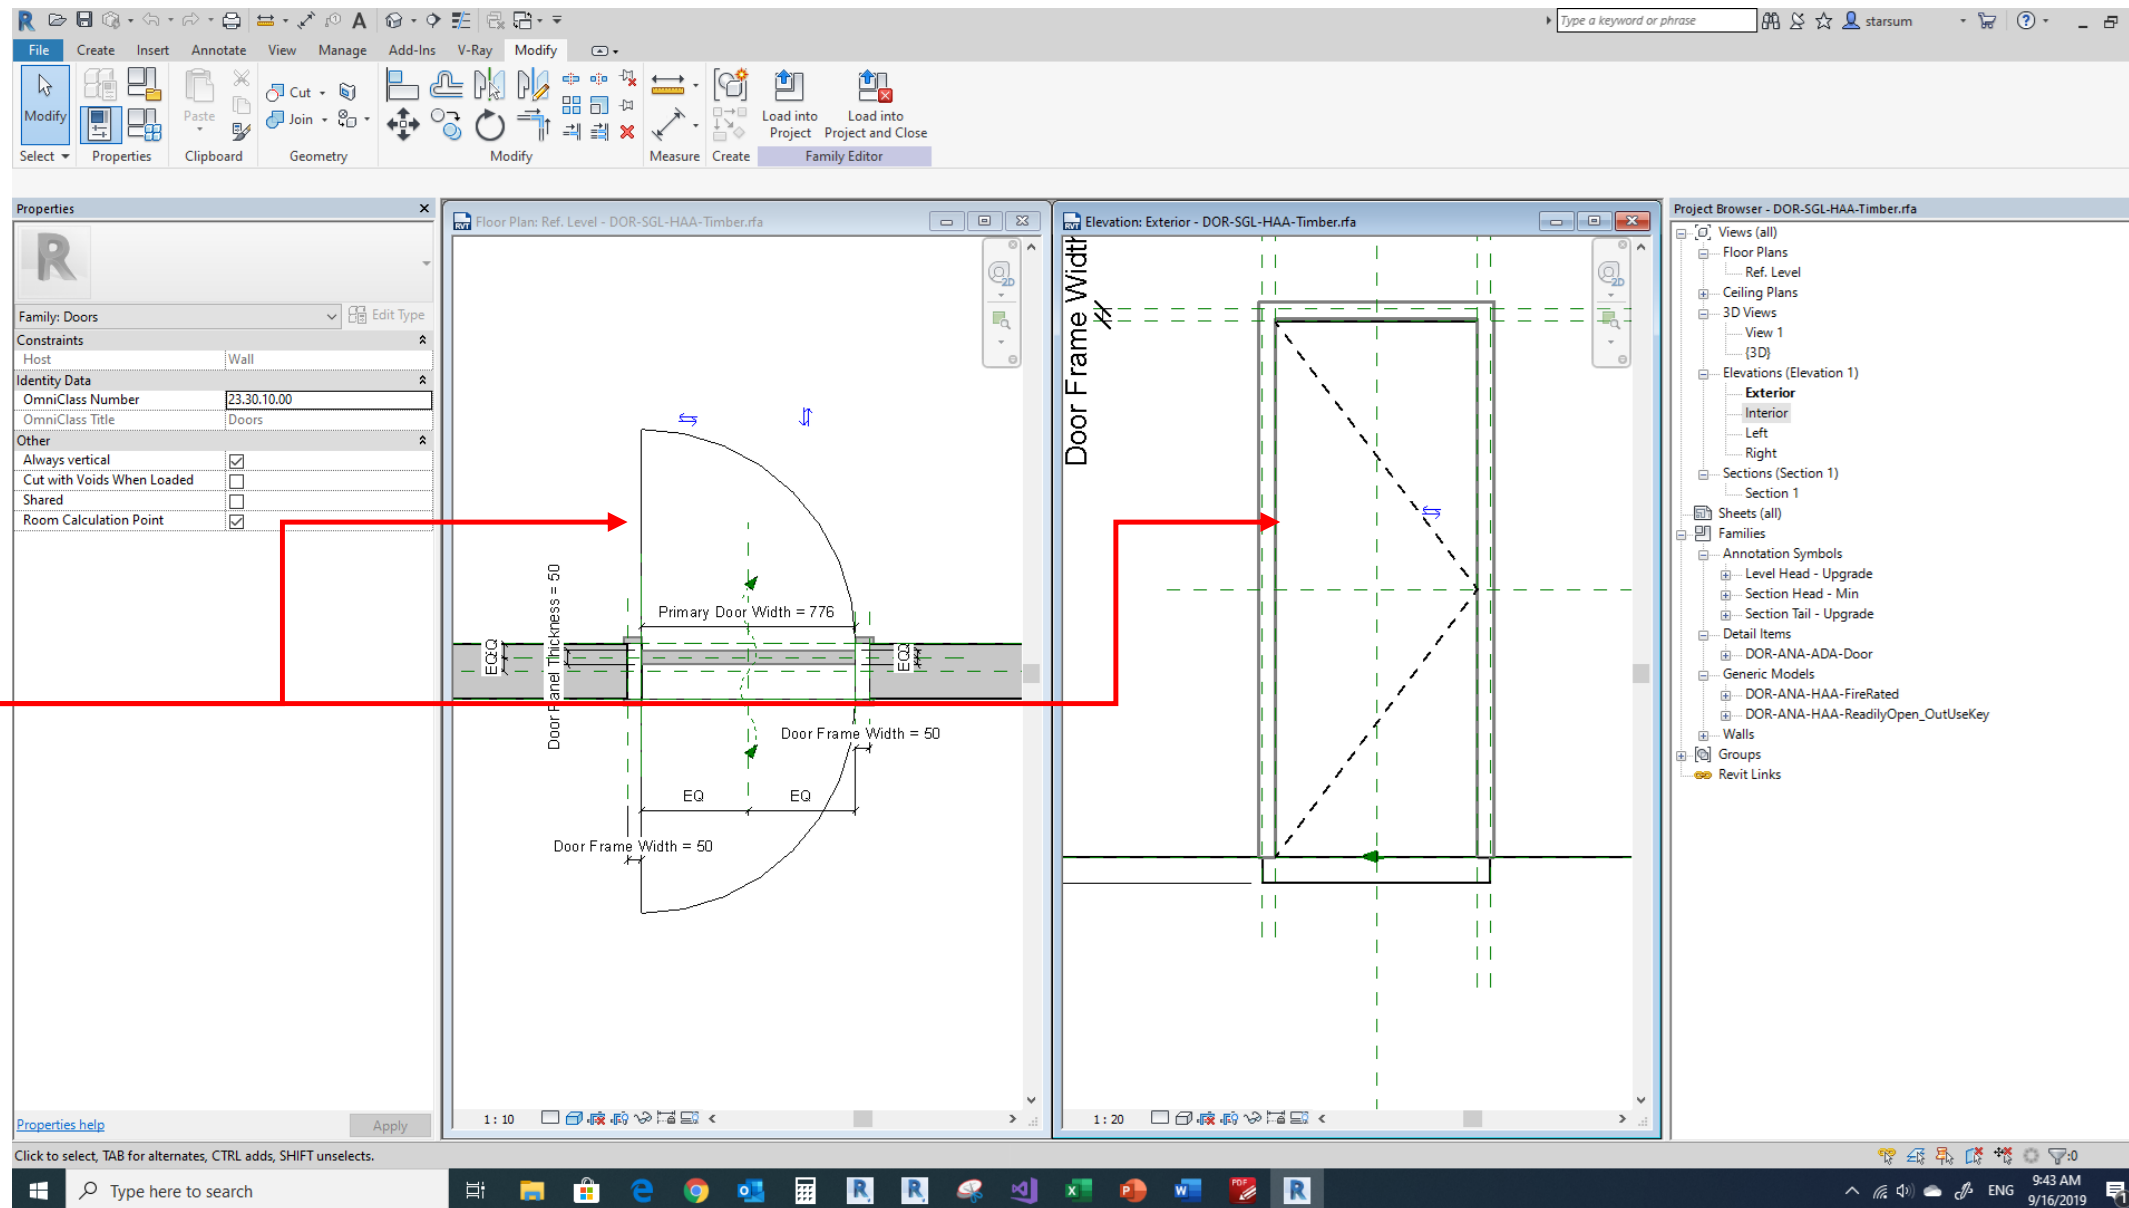 Type a keyword or phrase
starsum
File Create Insert Annotate View Manage Add-Ins V-Ray Modify
Modify
Paste
Cut
Join
Load into Project
Load into Project and Close
Select Properties Clipboard Geometry Modify Measure Create Family Editor
Properties
Family: Doors
Edit Type
Constraints
Host Wall
Identity Data
OmniClass Number 23.30.10.00
OmniClass Title Doors
Other
Always vertical
Cut with Voids When Loaded
Shared
Room Calculation Point
Properties help
Apply
Floor Plan: Ref. Level - DOR-SGL-HAA-Timber.rfa
2D
Primary Door Width = 776
Door Panel Thickness = 50
EQ
EQ
EQ
Door Frame Width = 50
EQ EQ
Door Frame Width = 50
1 : 10
Elevation: Exterior - DOR-SGL-HAA-Timber.rfa
Door Frame Width
2D
1 : 20
Project Browser - DOR-SGL-HAA-Timber.rfa
Views (all)
Floor Plans
Ref. Level
Ceiling Plans
3D Views
View 1
{3D}
Elevations (Elevation 1)
Exterior
Interior
Left
Right
Sections (Section 1)
Section 1
Sheets (all)
Families
Annotation Symbols
Level Head - Upgrade
Section Head - Min
Section Tail - Upgrade
Detail Items
DOR-ANA-ADA-Door
Generic Models
DOR-ANA-HAA-FireRated
DOR-ANA-HAA-ReadilyOpen_OutUseKey
Walls
Groups
Revit Links
Click to select, TAB for alternates, CTRL adds, SHIFT unselects.
:0
Type here to search
ENG
9:43 AM
9/16/2019